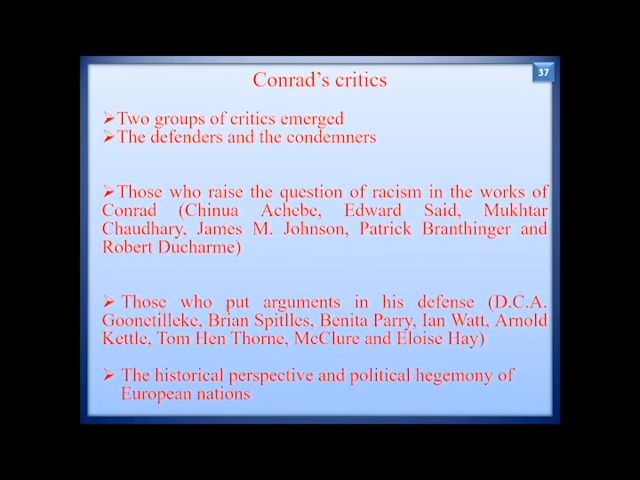 Conrad's critics
37
➢Two groups of critics emerged
➢The defenders and the condemners
➢Those who raise the question of racism in the works of
Conrad (Chinua Achebe, Edward Said, Mukhtar
Chaudhary, James M. Johnson, Patrick Branthinger and
Robert Ducharme)
➢ Those who put arguments in his defense (D.C.A.
Goonetilleke, Brian Spitlles, Benita Parry, Ian Watt, Arnold
Kettle, Tom Hen Thorne, McClure and Eloise Hay)
➢ The historical perspective and political hegemony of
European nations